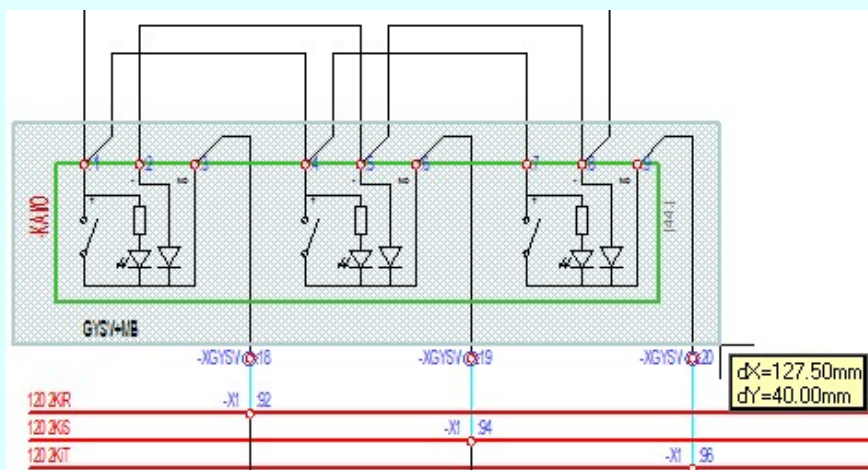 :1 :2 :3 :4 :5 :6 :7 :8 :9
+ - NO + - NO + - NO
-KAMO
144.1
GYSV+MB
-XGYSV :18 -XGYSV :19 -XGYSV :20
dX=127.50mm
dY=40.00mm
120 2KIR -X1 :92
120 2KIS -X1 :94
120 2KIT -X1 :96